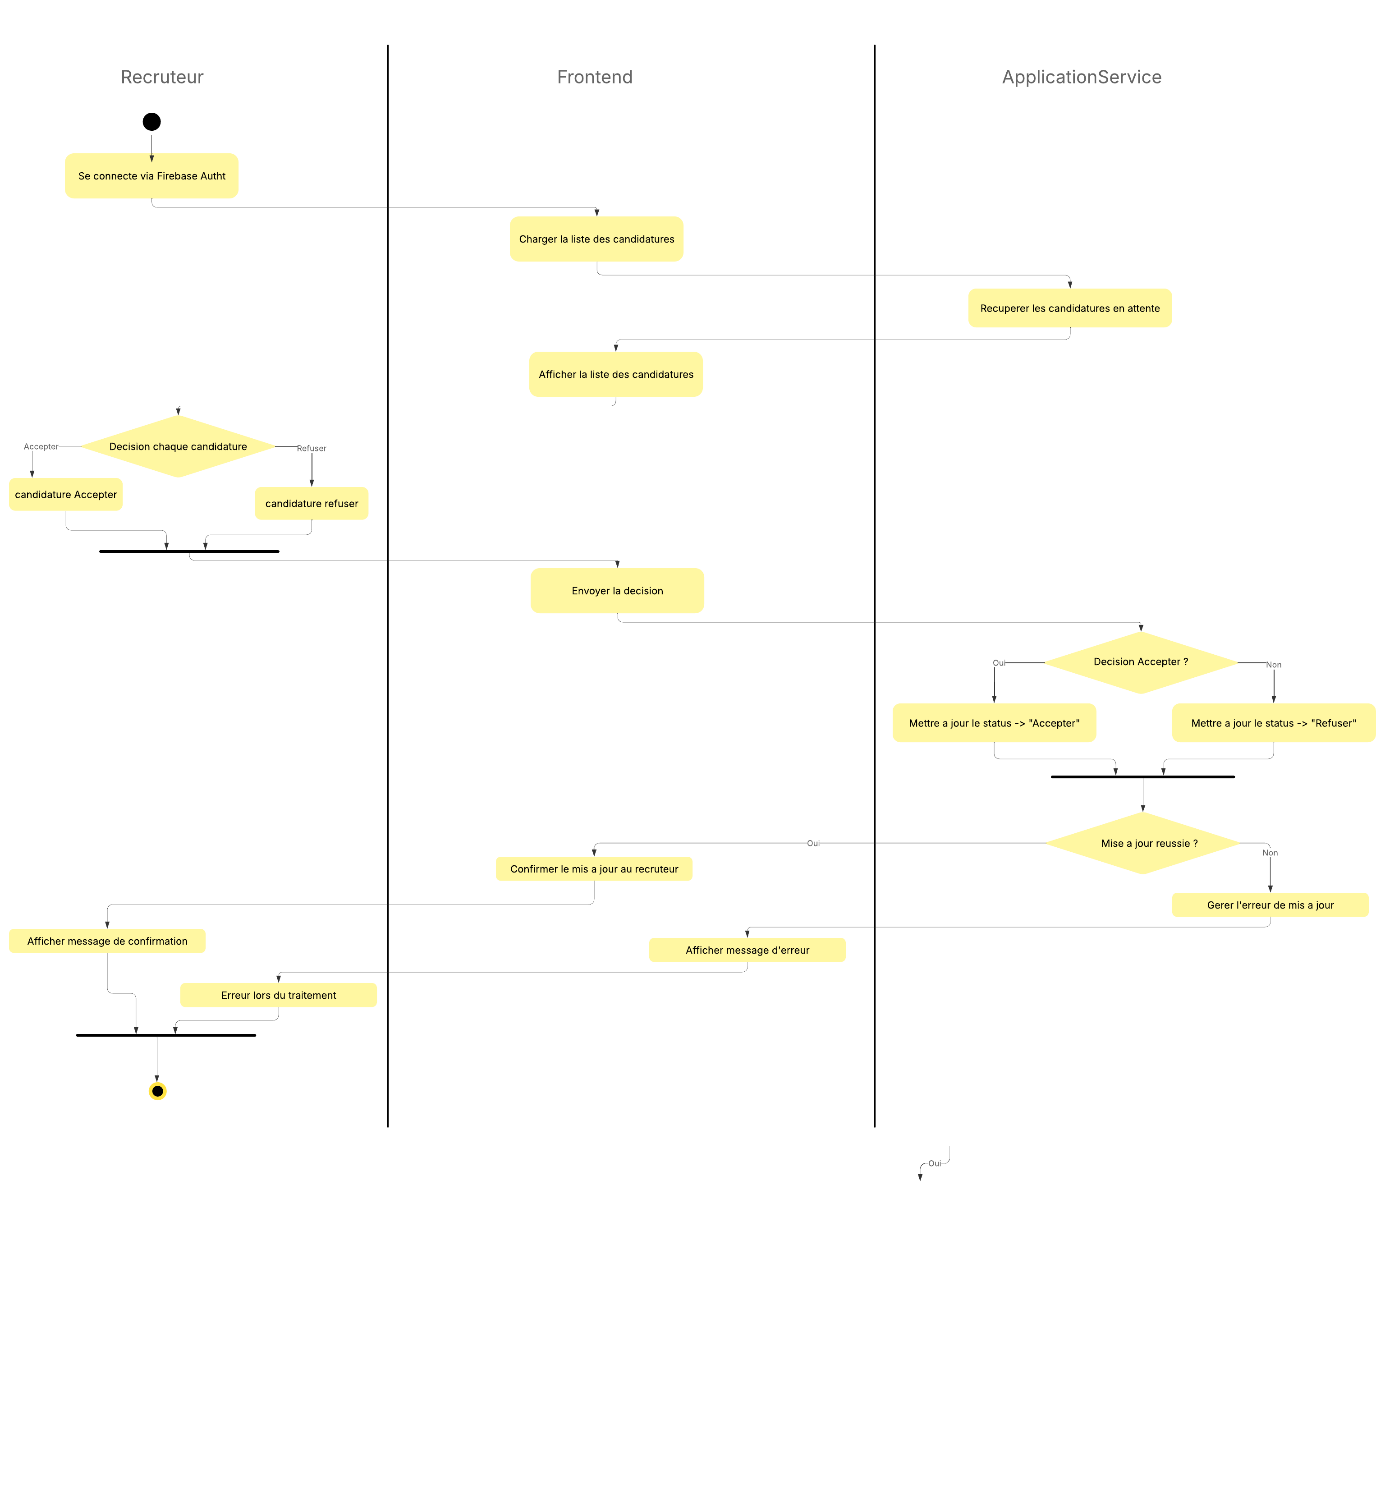 Recruteur
Frontend
ApplicationService
Se connecte via Firebase Autht
Charger la liste des candidatures
Recuperer les candidatures en attente
Afficher la liste des candidatures
Decision chaque candidature
Accepter
Refuser
candidature Accepter
candidature refuser
Envoyer la decision
Decision Accepter ?
Oui
Non
Mettre a jour le status -> "Accepter"
Mettre a jour le status -> "Refuser"
Mise a jour reussie ?
Oui
Non
Confirmer le mis a jour au recruteur
Gerer l'erreur de mis a jour
Afficher message de confirmation
Afficher message d'erreur
Erreur lors du traitement
Oui